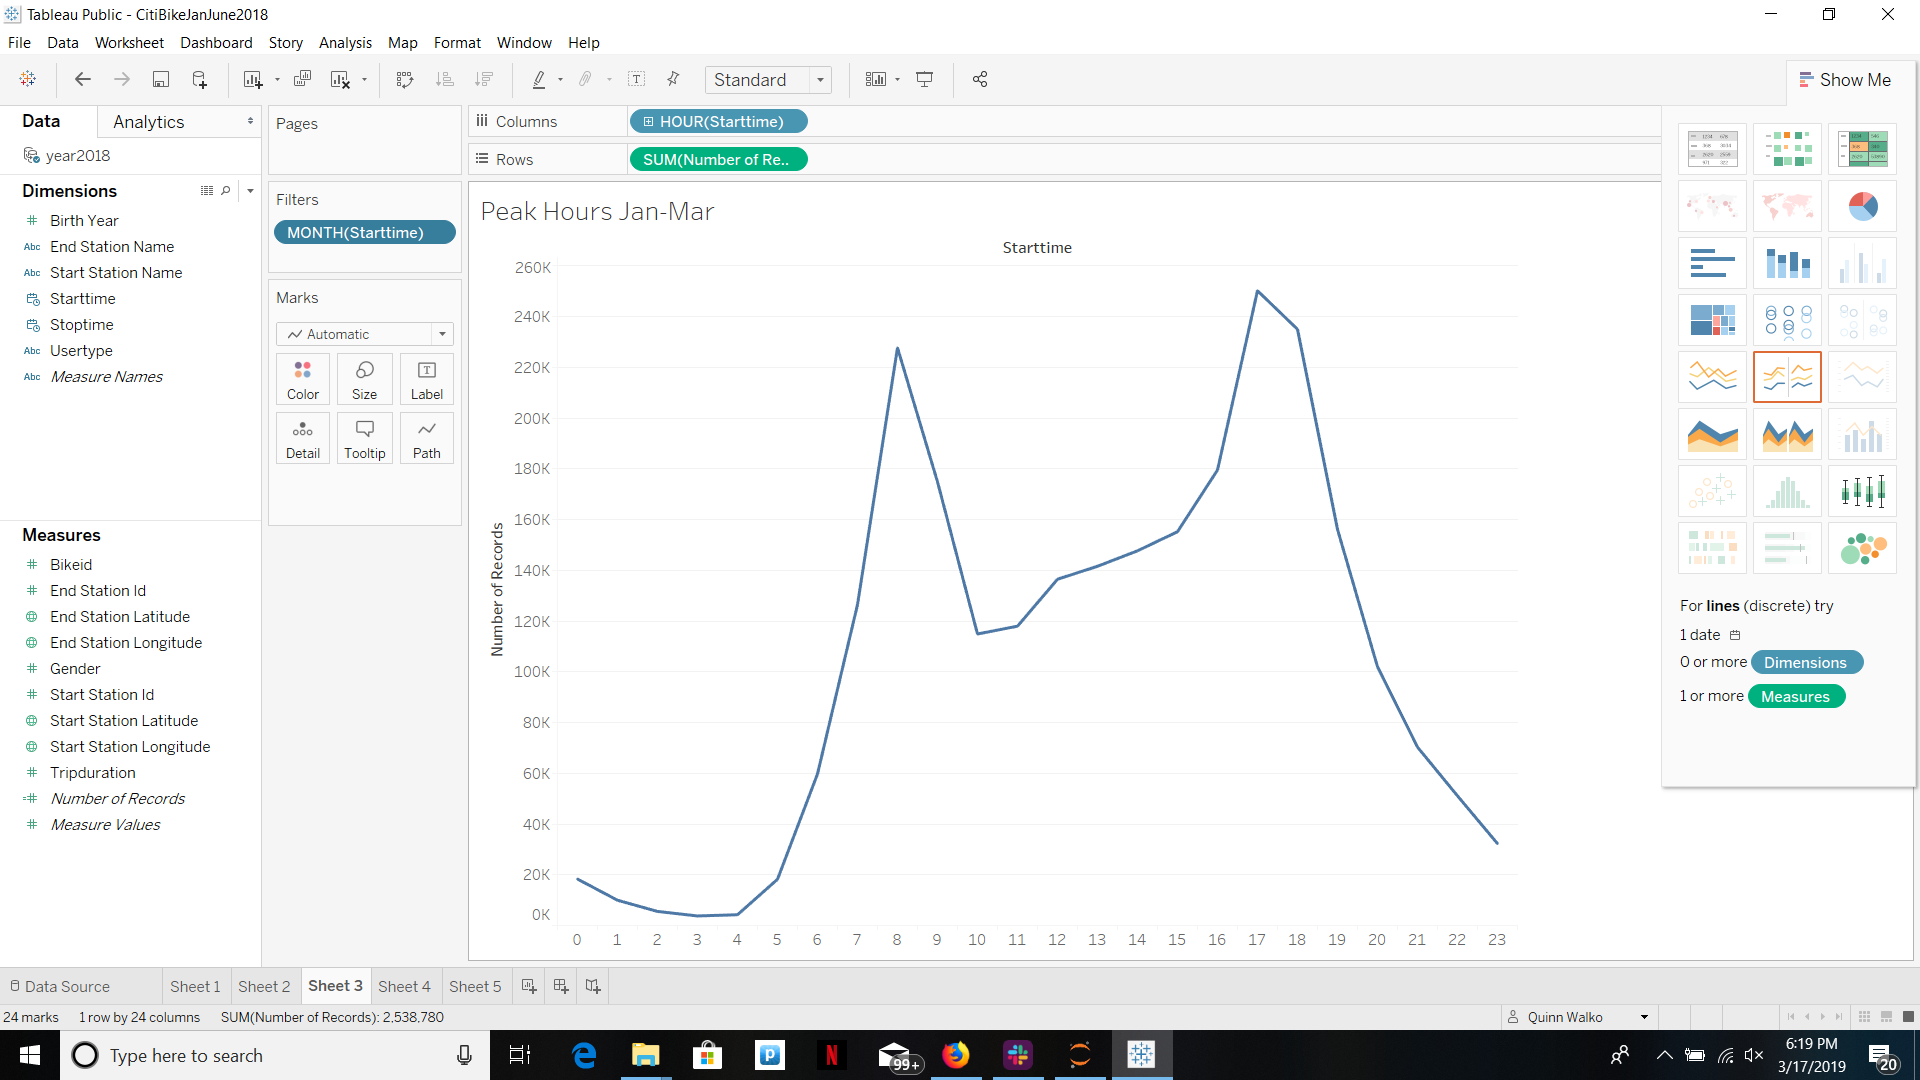 Tableau Public - CitiBikeJanJune2018
File Data Worksheet Dashboard Story Analysis Map Format Window Help
Standard
Show Me
Data Analytics
year2018
Dimensions
Birth Year
End Station Name
Start Station Name
Starttime
Stoptime
Usertype
Measure Names
Measures
Bikeid
End Station Id
End Station Latitude
End Station Longitude
Gender
Start Station Id
Start Station Latitude
Start Station Longitude
Tripduration
Number of Records
Measure Values
Pages
Filters
MONTH(Starttime)
Marks
Automatic
Color Size Label
Detail Tooltip Path
Columns HOUR(Starttime)
Rows SUM(Number of Re..
Peak Hours Jan-Mar
Starttime
Number of Records
260K
240K
220K
200K
180K
160K
140K
120K
100K
80K
60K
40K
20K
0K
0 1 2 3 4 5 6 7 8 9 10 11 12 13 14 15 16 17 18 19 20 21 22 23
For lines (discrete) try
1 date
0 or more Dimensions
1 or more Measures
Data Source Sheet 1 Sheet 2 Sheet 3 Sheet 4 Sheet 5
24 marks 1 row by 24 columns SUM(Number of Records): 2,538,780
Quinn Walko
Type here to search
99+
6:19 PM
3/17/2019
20